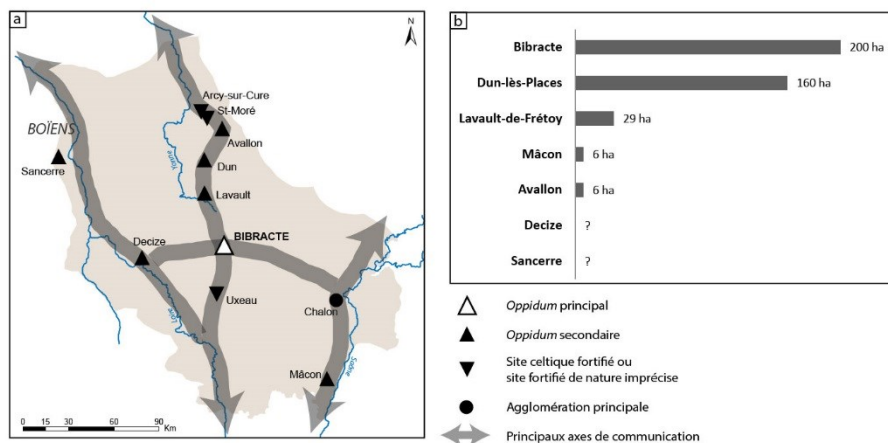 a
N
Arcy-sur-Cure
St-Moré
BOÏENS
Avallon
Yonne
Sancerre
Dun
Lavault
BIBRACTE
Decize
Uxeau
Loire
Chalon
Saône
Mâcon
0 15 30 60 90
Km
b
Bibracte 200 ha
Dun-lès-Places 160 ha
Lavault-de-Frétoy 29 ha
Mâcon 6 ha
Avallon 6 ha
Decize ?
Sancerre ?
Oppidum principal
Oppidum secondaire
Site celtique fortifié ou
site fortifié de nature imprécise
Agglomération principale
Principaux axes de communication